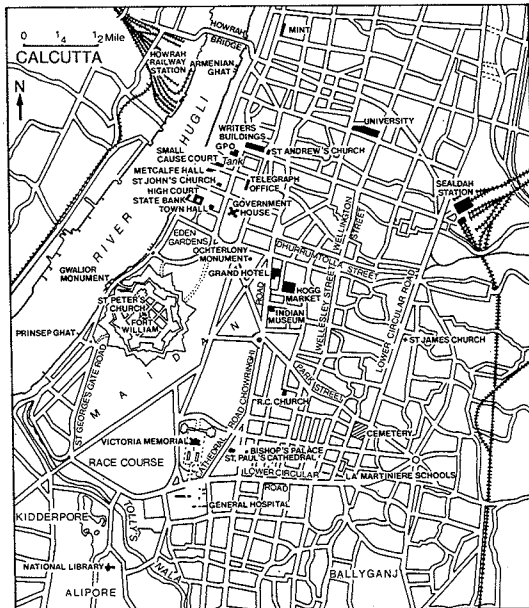 HOWRAH
BRIDGE
MINT
0 1/4 1/2 Mile
CALCUTTA
HOWRAH
RAILWAY
STATION
ARMENIAN
GHAT
N
HUGLI
RIVER
UNIVERSITY
WRITERS'
BUILDINGS
GPO
ST ANDREW'S CHURCH
SMALL
CAUSE COURT
Tank
METCALFE HALL
TELEGRAPH
OFFICE
ST JOHN'S CHURCH
HIGH COURT
STATE BANK
GOVERNMENT
HOUSE
TOWN HALL
SEALDAH
STATION
WELLINGTON
STREET
EDEN
GARDENS
OCHTERLONY
MONUMENT
DHURRUMTOLLA STREET
GRAND HOTEL
GWALIOR
MONUMENT
HOGG
MARKET
ST PETER'S
CHURCH
FORT
WILLIAM
INDIAN
MUSEUM
WELLESLEY STREET
LOWER CIRCULAR ROAD
PRINSEP GHAT
ST JAMES CHURCH
MAIDAN
ROAD
ST GEORGE'S GATE ROAD
PARK STREET
R.C. CHURCH
CHOWRINGHI
CATHEDRAL ROAD
CEMETERY
VICTORIA MEMORIAL
BISHOP'S PALACE
ST. PAUL'S CATHEDRAL
RACE COURSE
LOWER CIRCULAR
ROAD
LA MARTINIERE SCHOOLS
GENERAL HOSPITAL
KIDDERPORE
TOLLY'S
NALA
NATIONAL LIBRARY
ALIPORE
BALLYGANJ